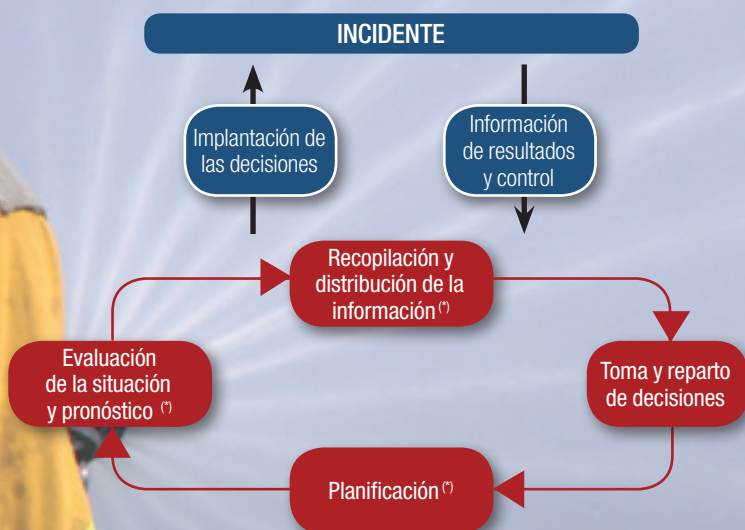 INCIDENTE
Implantación de
las decisiones
Información
de resultados
y control
Recopilación y
distribución de la
información (*)
Evaluación
de la situación
y pronóstico (*)
Toma y reparto
de decisiones
Planificación (*)